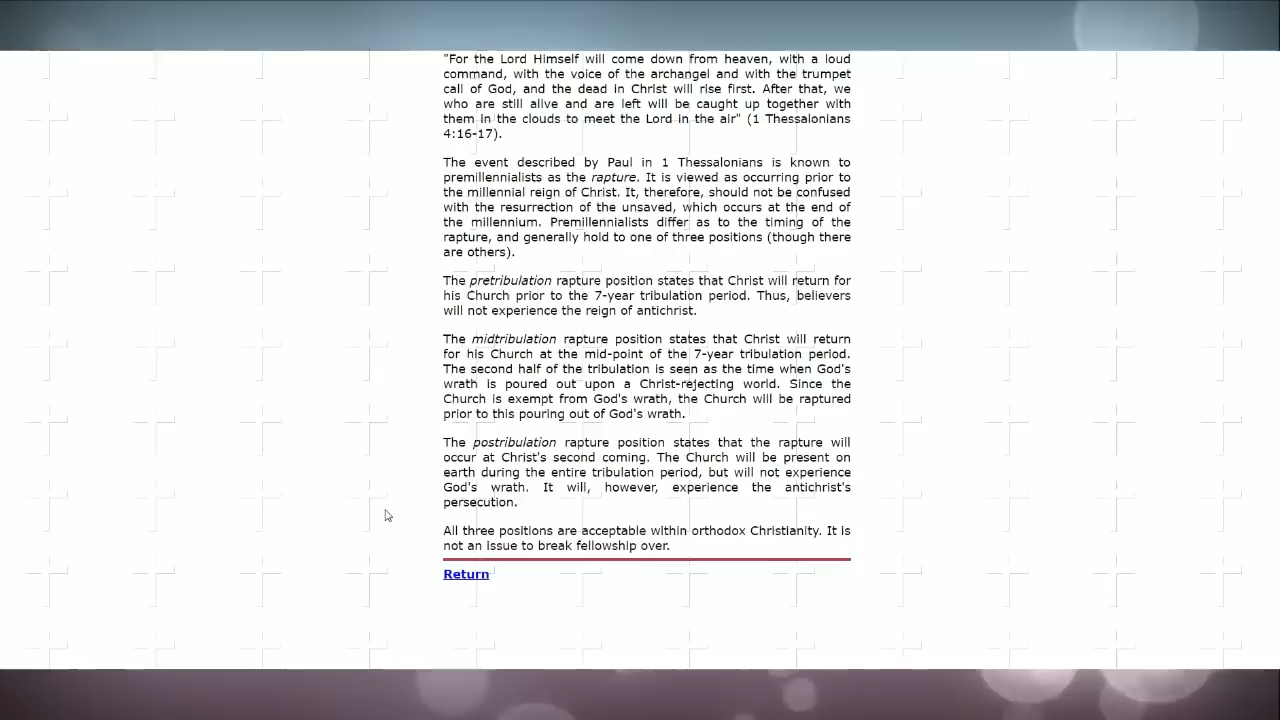 "For the Lord Himself will come down from heaven, with a loud
command, with the voice of the archangel and with the trumpet
call of God, and the dead in Christ will rise first. After that, we
who are still alive and are left will be caught up together with
them in the clouds to meet the Lord in the air" (1 Thessalonians
4:16-17).
The event described by Paul in 1 Thessalonians is known to
premillennialists as the rapture. It is viewed as occurring prior to
the millennial reign of Christ. It, therefore, should not be confused
with the resurrection of the unsaved, which occurs at the end of
the millennium. Premillennialists differ as to the timing of the
rapture, and generally hold to one of three positions (though there
are others).
The pretribulation rapture position states that Christ will return for
his Church prior to the 7-year tribulation period. Thus, believers
will not experience the reign of antichrist.
The midtribulation rapture position states that Christ will return
for his Church at the mid-point of the 7-year tribulation period.
The second half of the tribulation is seen as the time when God's
wrath is poured out upon a Christ-rejecting world. Since the
Church is exempt from God's wrath, the Church will be raptured
prior to this pouring out of God's wrath.
The postribulation rapture position states that the rapture will
occur at Christ's second coming. The Church will be present on
earth during the entire tribulation period, but will not experience
God's wrath. It will, however, experience the antichrist's
persecution.
All three positions are acceptable within orthodox Christianity. It is
not an issue to break fellowship over.
Return